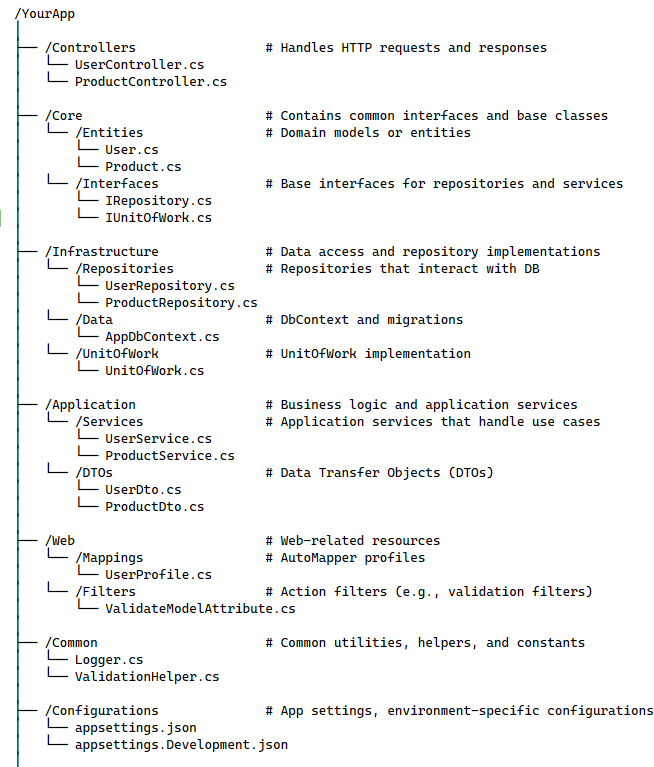 /YourApp
├── /Controllers                 # Handles HTTP requests and responses
    └── UserController.cs
    └── ProductController.cs
├── /Core                        # Contains common interfaces and base classes
    └── /Entities                # Domain models or entities
        └── User.cs
        └── Product.cs
    └── /Interfaces              # Base interfaces for repositories and services
        └── IRepository.cs
        └── IUnitOfWork.cs
├── /Infrastructure              # Data access and repository implementations
    └── /Repositories            # Repositories that interact with DB
        └── UserRepository.cs
        └── ProductRepository.cs
    └── /Data                    # DbContext and migrations
        └── AppDbContext.cs
    └── /UnitOfWork              # UnitOfWork implementation
        └── UnitOfWork.cs
├── /Application                 # Business logic and application services
    └── /Services                # Application services that handle use cases
        └── UserService.cs
        └── ProductService.cs
    └── /DTOs                    # Data Transfer Objects (DTOs)
        └── UserDto.cs
        └── ProductDto.cs
├── /Web                         # Web-related resources
    └── /Mappings                # AutoMapper profiles
        └── UserProfile.cs
    └── /Filters                 # Action filters (e.g., validation filters)
        └── ValidateModelAttribute.cs
├── /Common                      # Common utilities, helpers, and constants
    └── Logger.cs
    └── ValidationHelper.cs
├── /Configurations              # App settings, environment-specific configurations
    └── appsettings.json
    └── appsettings.Development.json